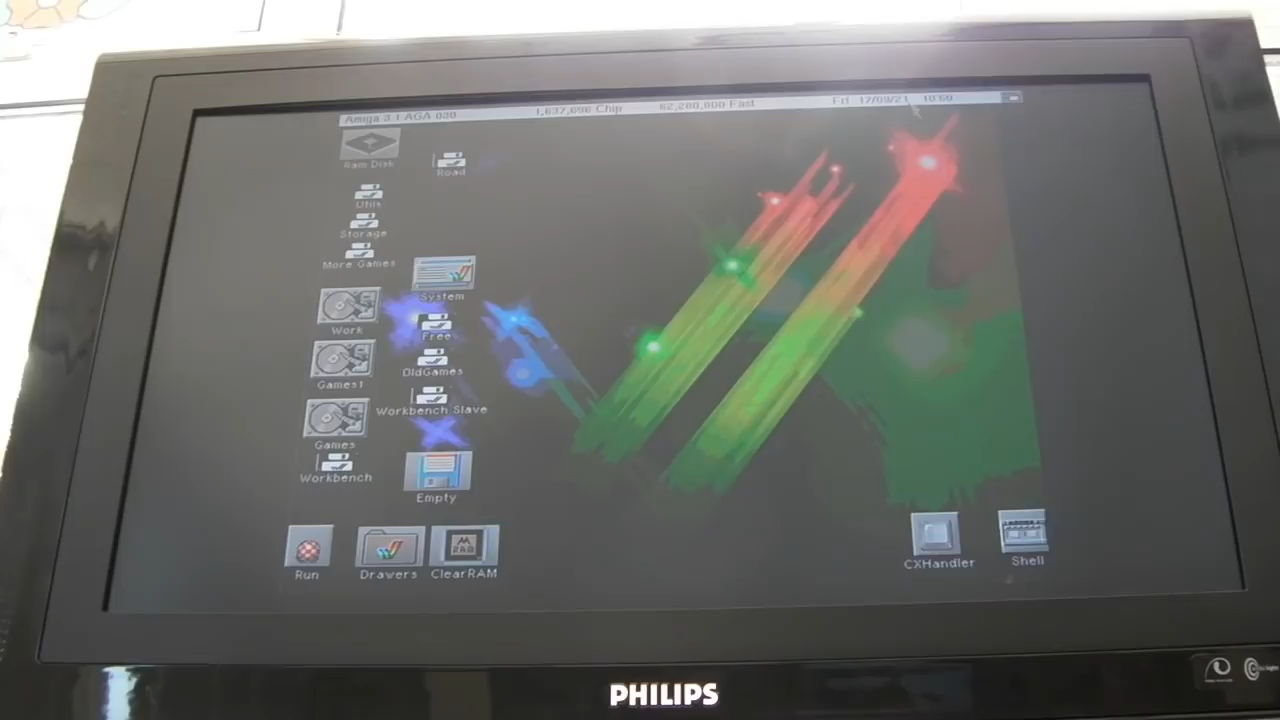 Amiga 3.1 AGA 030 1,637,696 Chip 62,260,000 Fast Fri 17/09/21 10:50
Ram Disk
Road
Utils
Storage
More Games
System
Work
Free
Games1
OldGames
Workbench Slave
Games
Workbench
Empty
Run
Drawers
ClearRAM
CXHandler
Shell
PHILIPS